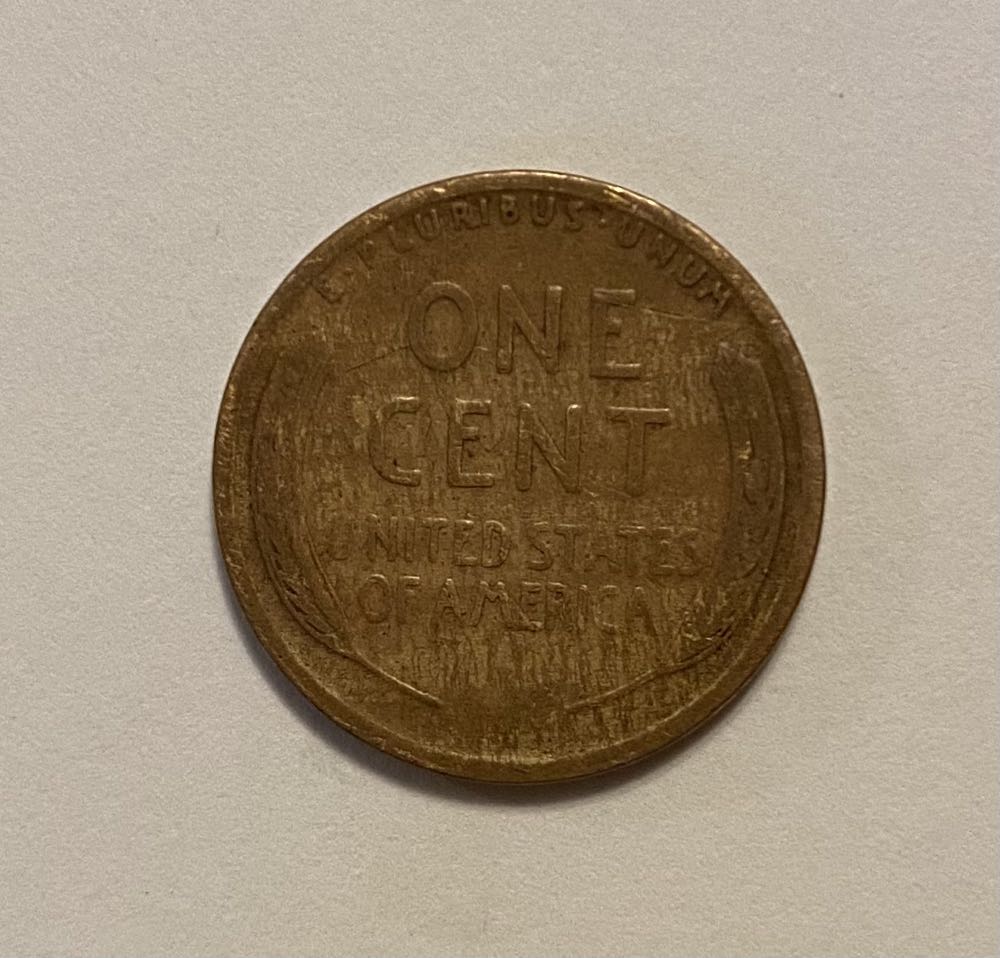 E·PLURIBUS·UNUM
ONE
CENT
UNITED STATES
OF AMERICA